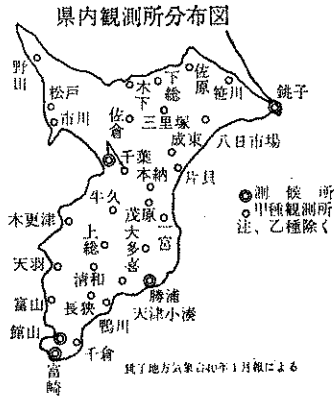 県内観測所分布図
野田
松戸
市川
木下
下総
佐原
笹川
銚子
佐倉
三里塚
成東
八日市場
千葉
本納
片貝
牛久
茂原
一宮
木更津
上総
大多喜
天羽
清和
勝浦
富山
長狭
鴨川
天津小湊
館山
千倉
富崎
測候所
甲種観測所
注、乙種除く
銚子地方気象台40年1月報による